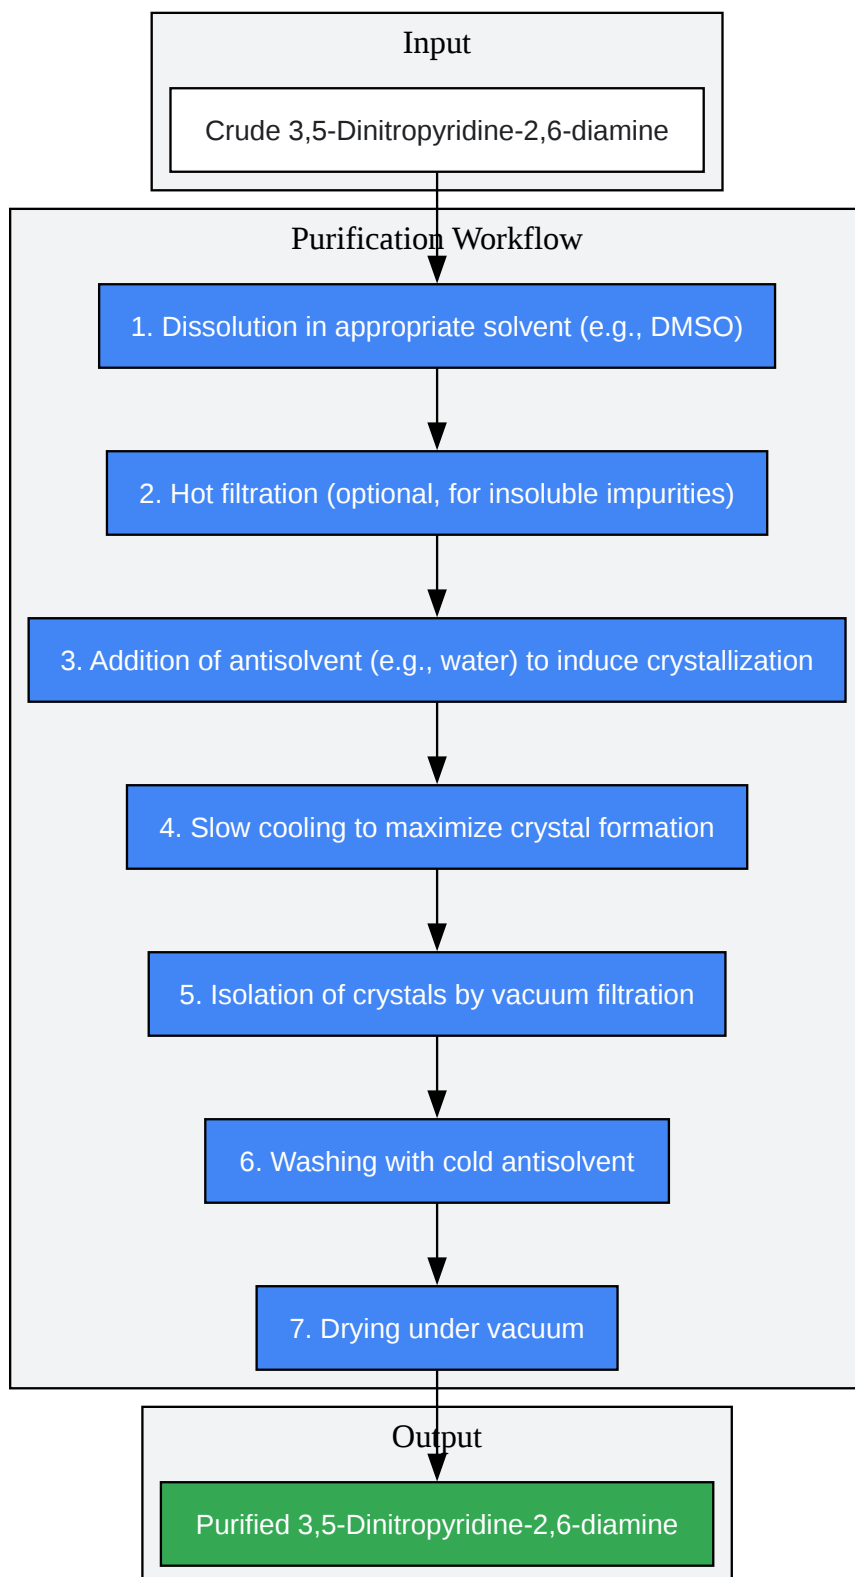 Input
Crude 3,5-Dinitropyridine-2,6-diamine
Purification Workflow
1. Dissolution in appropriate solvent (e.g., DMSO)
2. Hot filtration (optional, for insoluble impurities)
3. Addition of antisolvent (e.g., water) to induce crystallization
4. Slow cooling to maximize crystal formation
5. Isolation of crystals by vacuum filtration
6. Washing with cold antisolvent
7. Drying under vacuum
Output
Purified 3,5-Dinitropyridine-2,6-diamine